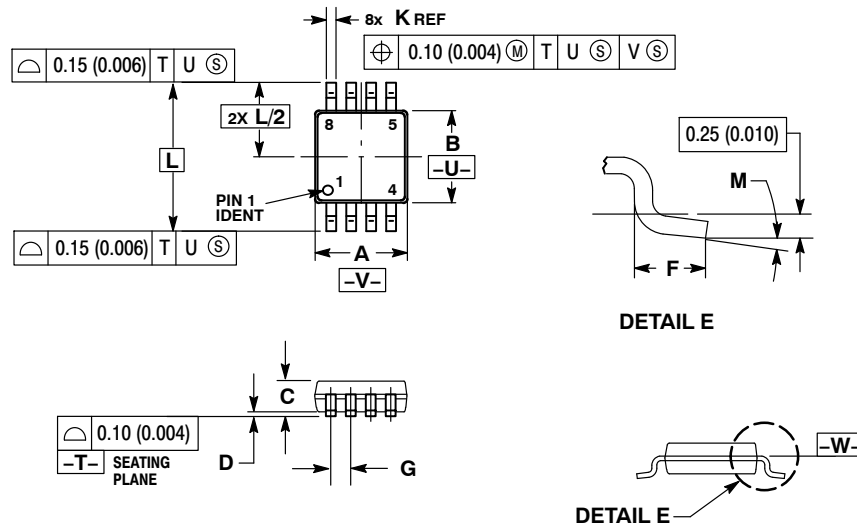 8x K REF
⌖ 0.10 (0.004) Ⓜ T U Ⓢ V Ⓢ
⌓ 0.15 (0.006) T U Ⓢ
2X L/2
8 5
B
–U–
L
PIN 1
IDENT
1
4
⌓ 0.15 (0.006) T U Ⓢ
A
–V–
0.25 (0.010)
M
F
DETAIL E
C
⌓ 0.10 (0.004)
–T– SEATING
PLANE
D
G
–W–
DETAIL E